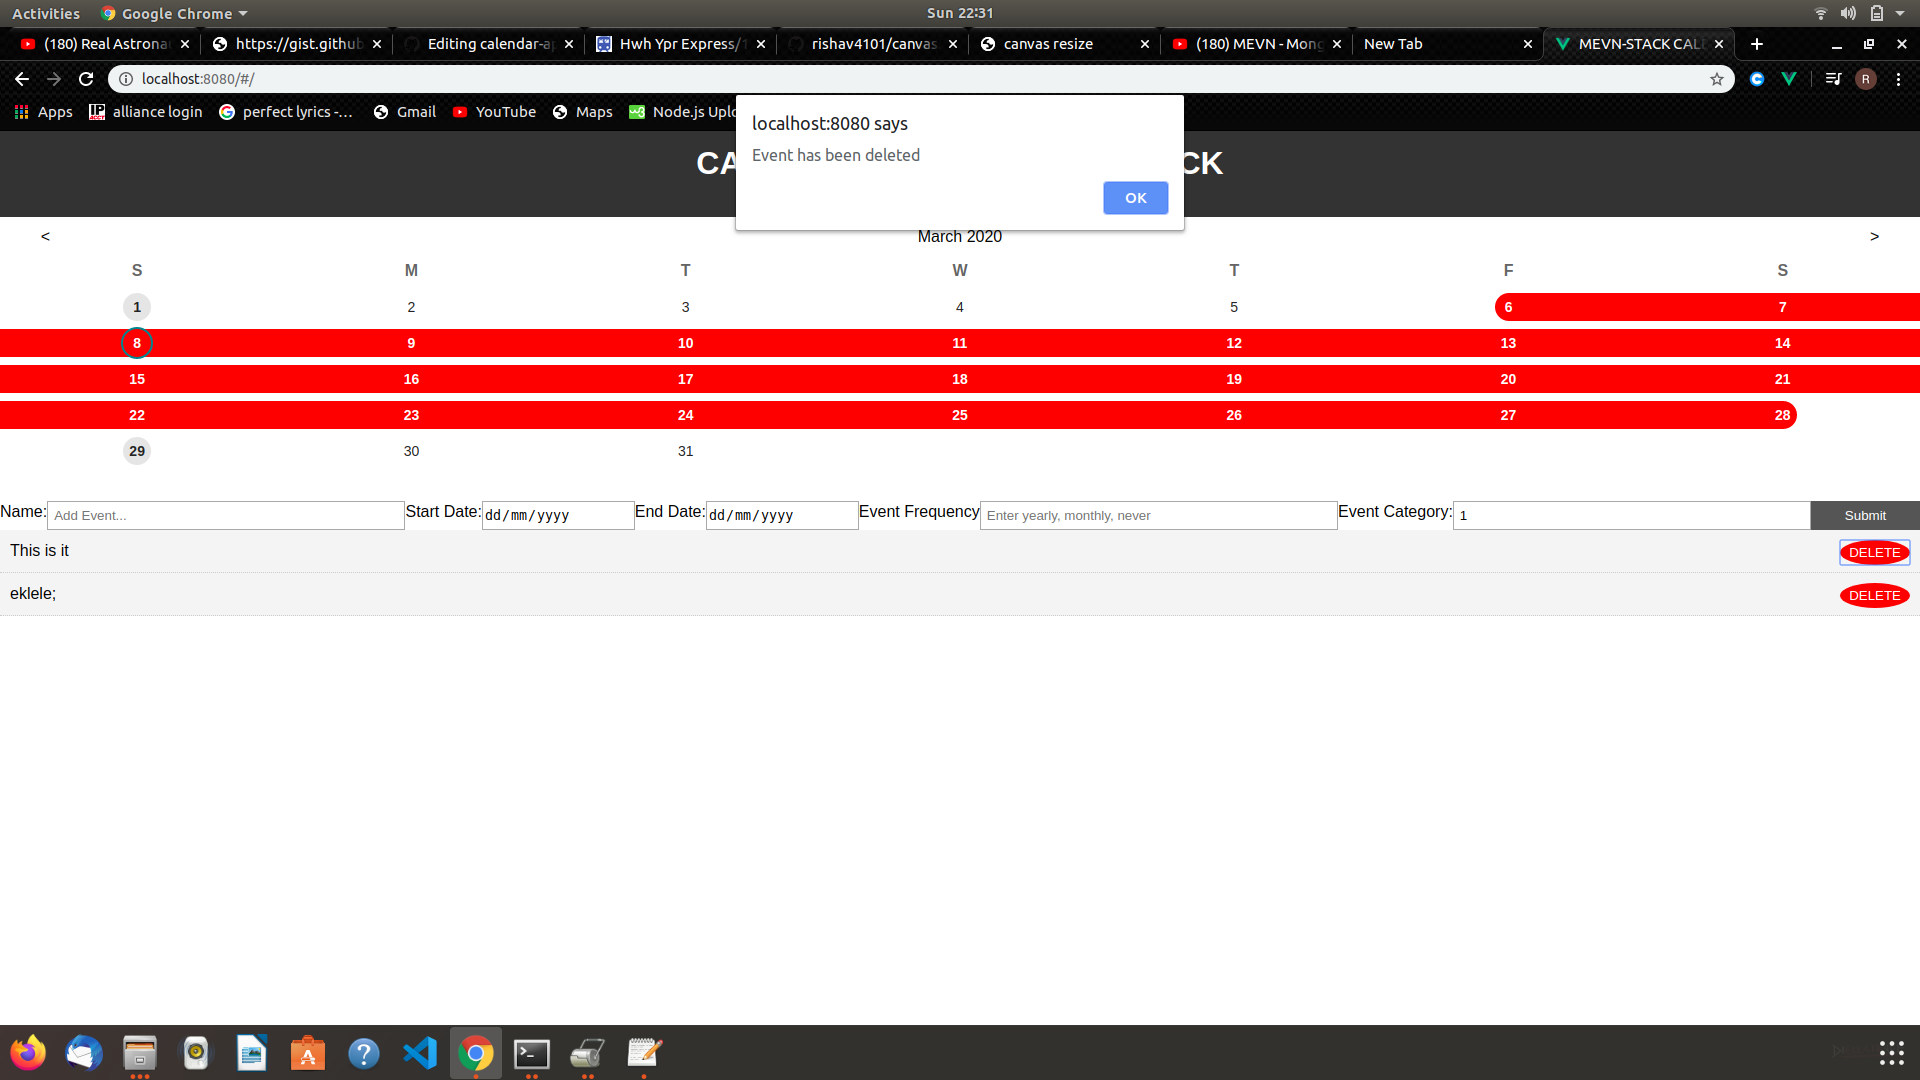 Activities Google Chrome Sun 22:31
(180) Real Astrona https://gist.github Editing calendar-a Hwh Ypr Express/1 rishav4101/canvas canvas resize (180) MEVN - Mong New Tab MEVN-STACK CAL
localhost:8080/#/ R
Apps alliance login perfect lyrics -... Gmail YouTube Maps Node.js Uplo
localhost:8080 says
Event has been deleted
OK
CA CK
< March 2020 >
S M T W T F S
1 2 3 4 5 6 7
8 9 10 11 12 13 14
15 16 17 18 19 20 21
22 23 24 25 26 27 28
29 30 31
Name: Add Event... Start Date: dd/mm/yyyy End Date: dd/mm/yyyy Event Frequency Enter yearly, monthly, never Event Category: 1 Submit
This is it DELETE
eklele; DELETE